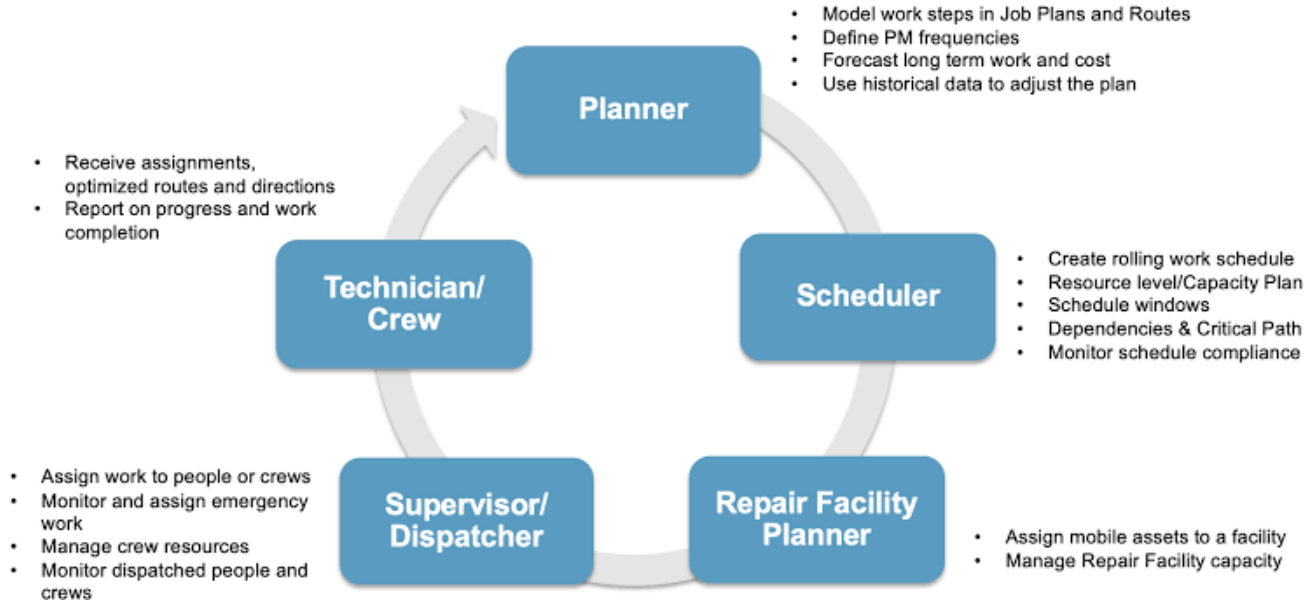 Planner
• Model work steps in Job Plans and Routes
• Define PM frequencies
• Forecast long term work and cost
• Use historical data to adjust the plan
Scheduler
• Create rolling work schedule
• Resource level/Capacity Plan
• Schedule windows
• Dependencies & Critical Path
• Monitor schedule compliance
Repair Facility
Planner
• Assign mobile assets to a facility
• Manage Repair Facility capacity
Supervisor/
Dispatcher
• Assign work to people or crews
• Monitor and assign emergency
work
• Manage crew resources
• Monitor dispatched people and
crews
Technician/
Crew
• Receive assignments,
optimized routes and directions
• Report on progress and work
completion